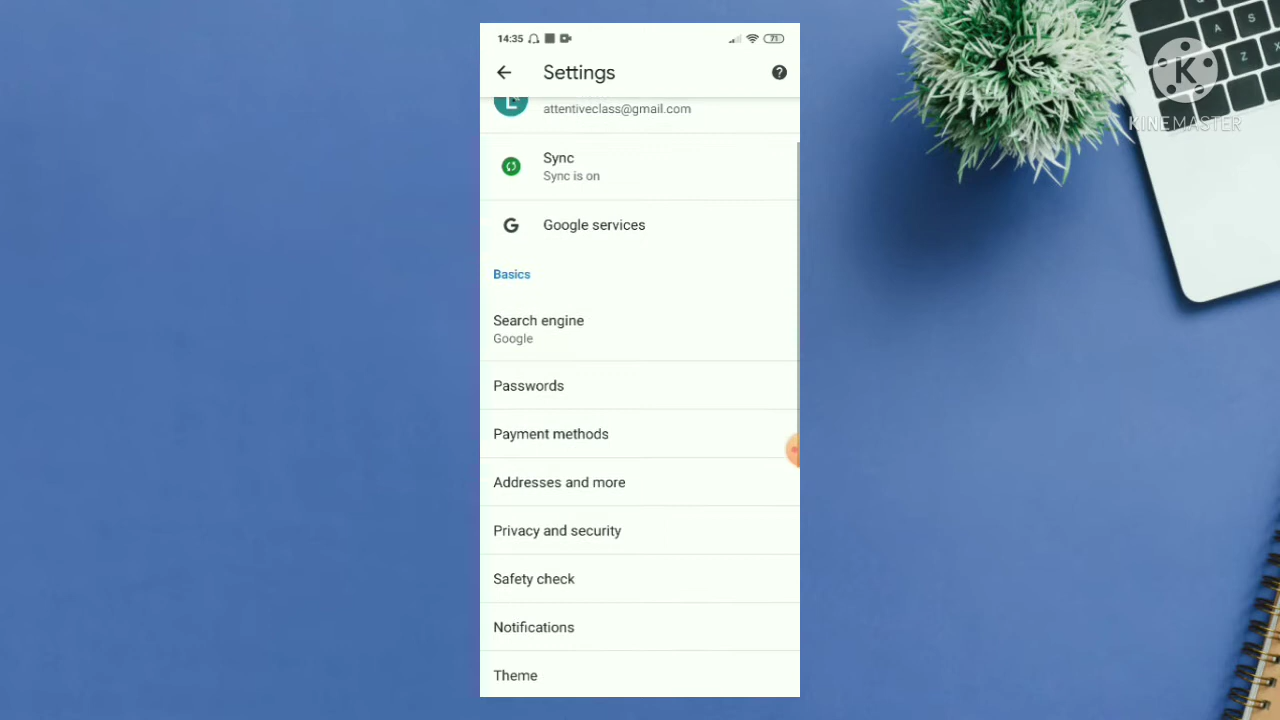 14:35
71
Settings
L
attentiveclass@gmail.com
Sync
Sync is on
G Google services
Basics
Search engine
Google
Passwords
Payment methods
Addresses and more
Privacy and security
Safety check
Notifications
Theme
K
KINEMASTER
A
S
Z
X